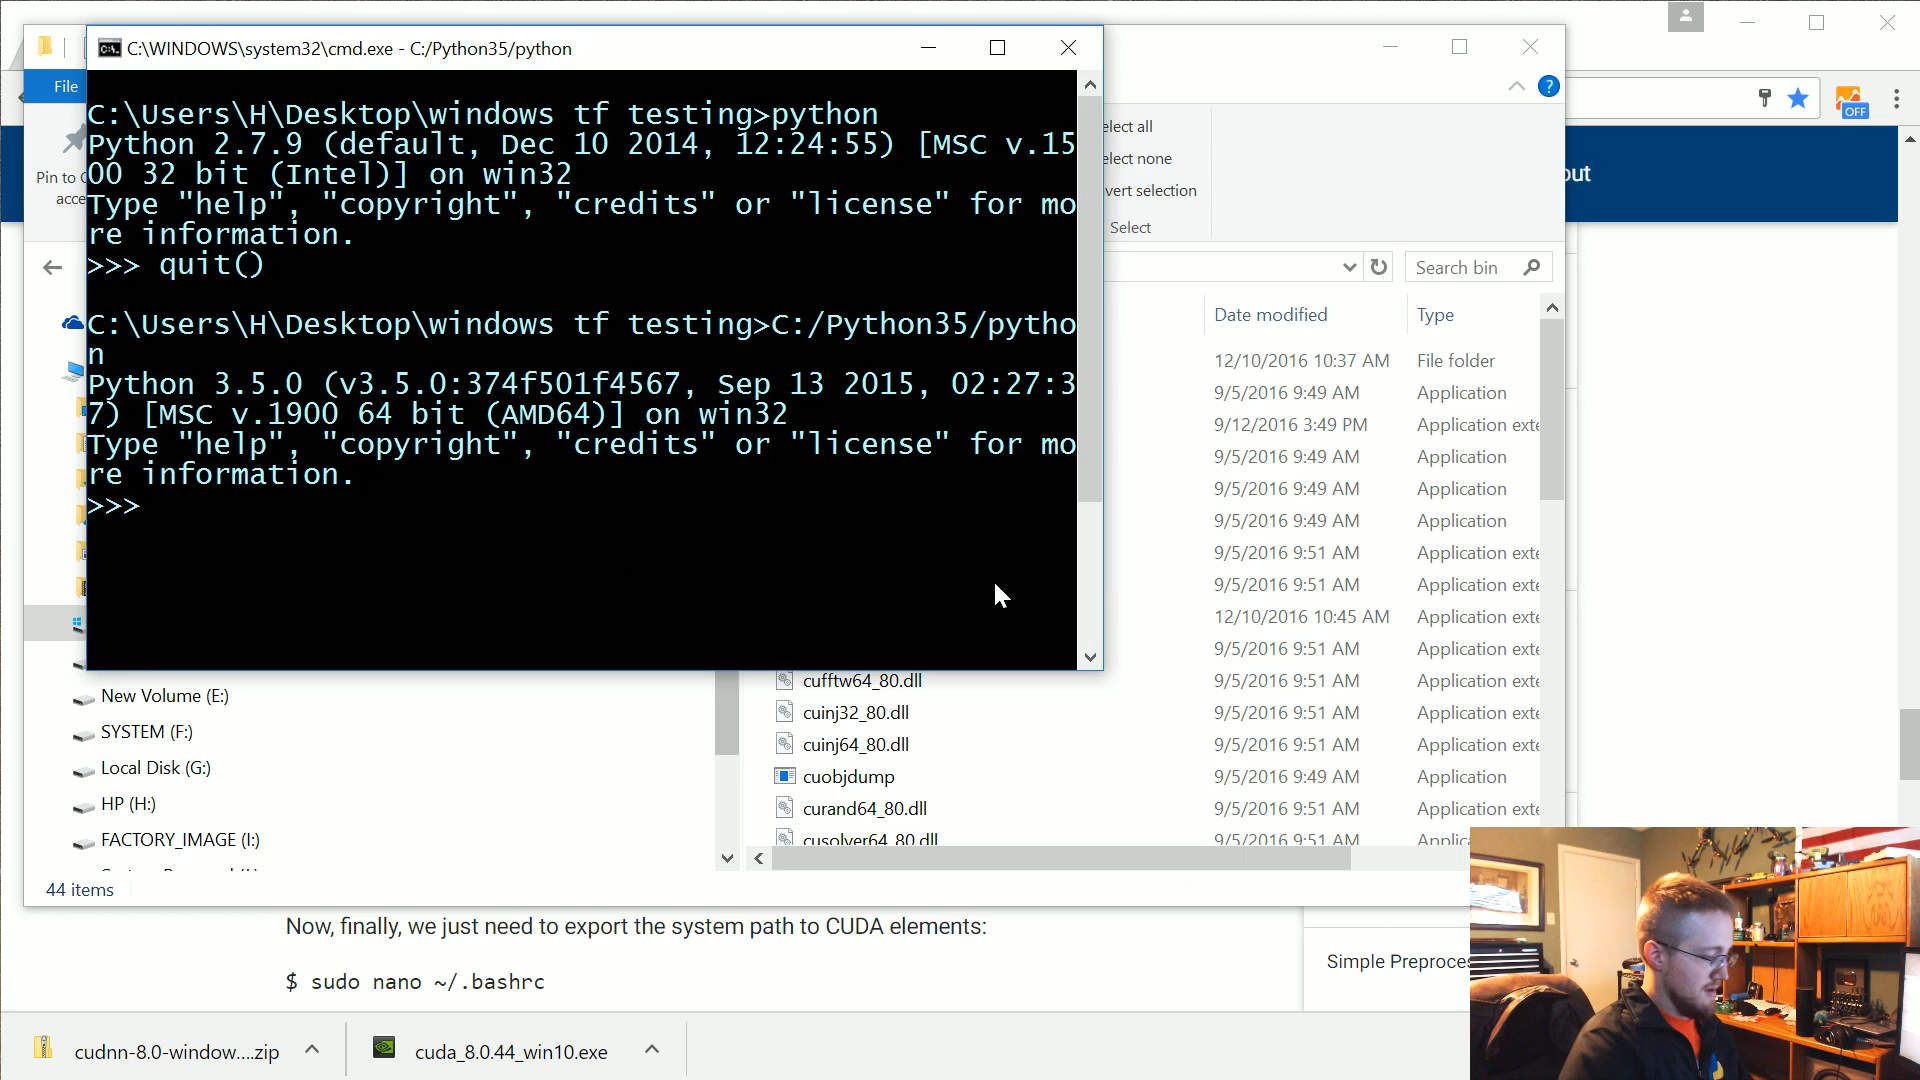 C:\WINDOWS\system32\cmd.exe - C:/Python35/python
File
C:\Users\H\Desktop\windows tf testing>python
Python 2.7.9 (default, Dec 10 2014, 12:24:55) [MSC v.15
00 32 bit (Intel)] on win32
Type "help", "copyright", "credits" or "license" for mo
re information.
>>> quit()
C:\Users\H\Desktop\windows tf testing>C:/Python35/pytho
n
Python 3.5.0 (v3.5.0:374f501f4567, Sep 13 2015, 02:27:3
7) [MSC v.1900 64 bit (AMD64)] on win32
Type "help", "copyright", "credits" or "license" for mo
re information.
>>>
Pin to
acce
elect all
elect none
vert selection
Select
OFF
out
Search bin
Date modified Type
12/10/2016 10:37 AM File folder
9/5/2016 9:49 AM Application
9/12/2016 3:49 PM Application exte
9/5/2016 9:49 AM Application
9/5/2016 9:49 AM Application
9/5/2016 9:49 AM Application
9/5/2016 9:51 AM Application exte
9/5/2016 9:51 AM Application exte
12/10/2016 10:45 AM Application exte
9/5/2016 9:51 AM Application exte
cufftw64_80.dll 9/5/2016 9:51 AM Application exte
cuinj32_80.dll 9/5/2016 9:51 AM Application exte
cuinj64_80.dll 9/5/2016 9:51 AM Application exte
cuobjdump 9/5/2016 9:49 AM Application
curand64_80.dll 9/5/2016 9:51 AM Application exte
cusolver64_80.dll 9/5/2016 9:51 AM Applic
New Volume (E:)
SYSTEM (F:)
Local Disk (G:)
HP (H:)
FACTORY_IMAGE (I:)
44 items
Now, finally, we just need to export the system path to CUDA elements:
$ sudo nano ~/.bashrc
Simple Preproces
cudnn-8.0-window....zip
cuda_8.0.44_win10.exe